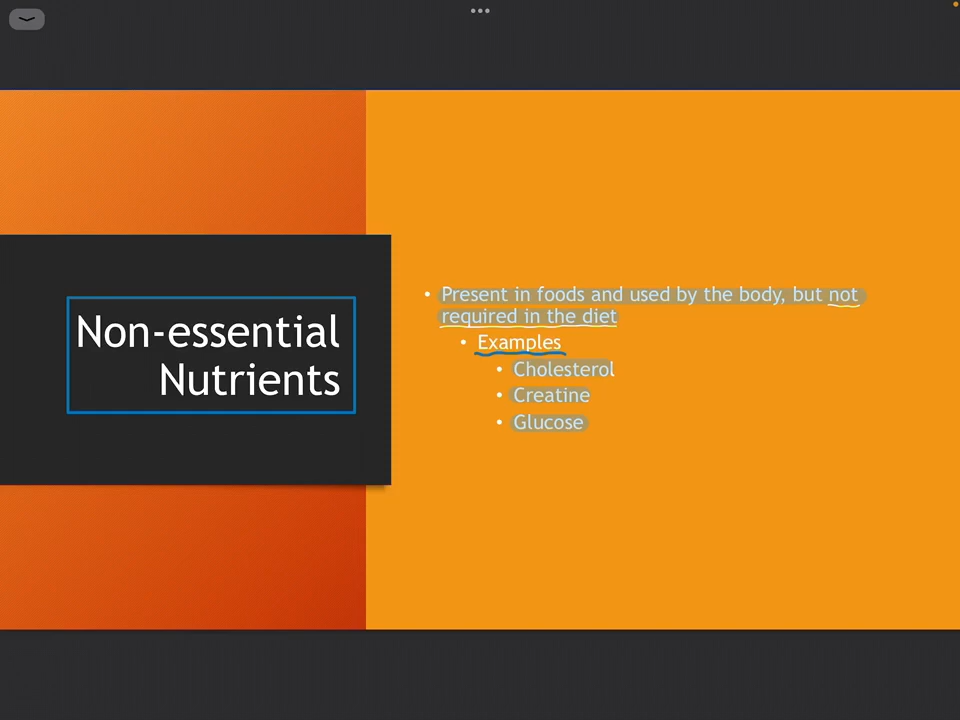 Non-essential
Nutrients
• Present in foods and used by the body, but not
required in the diet
• Examples
• Cholesterol
• Creatine
• Glucose